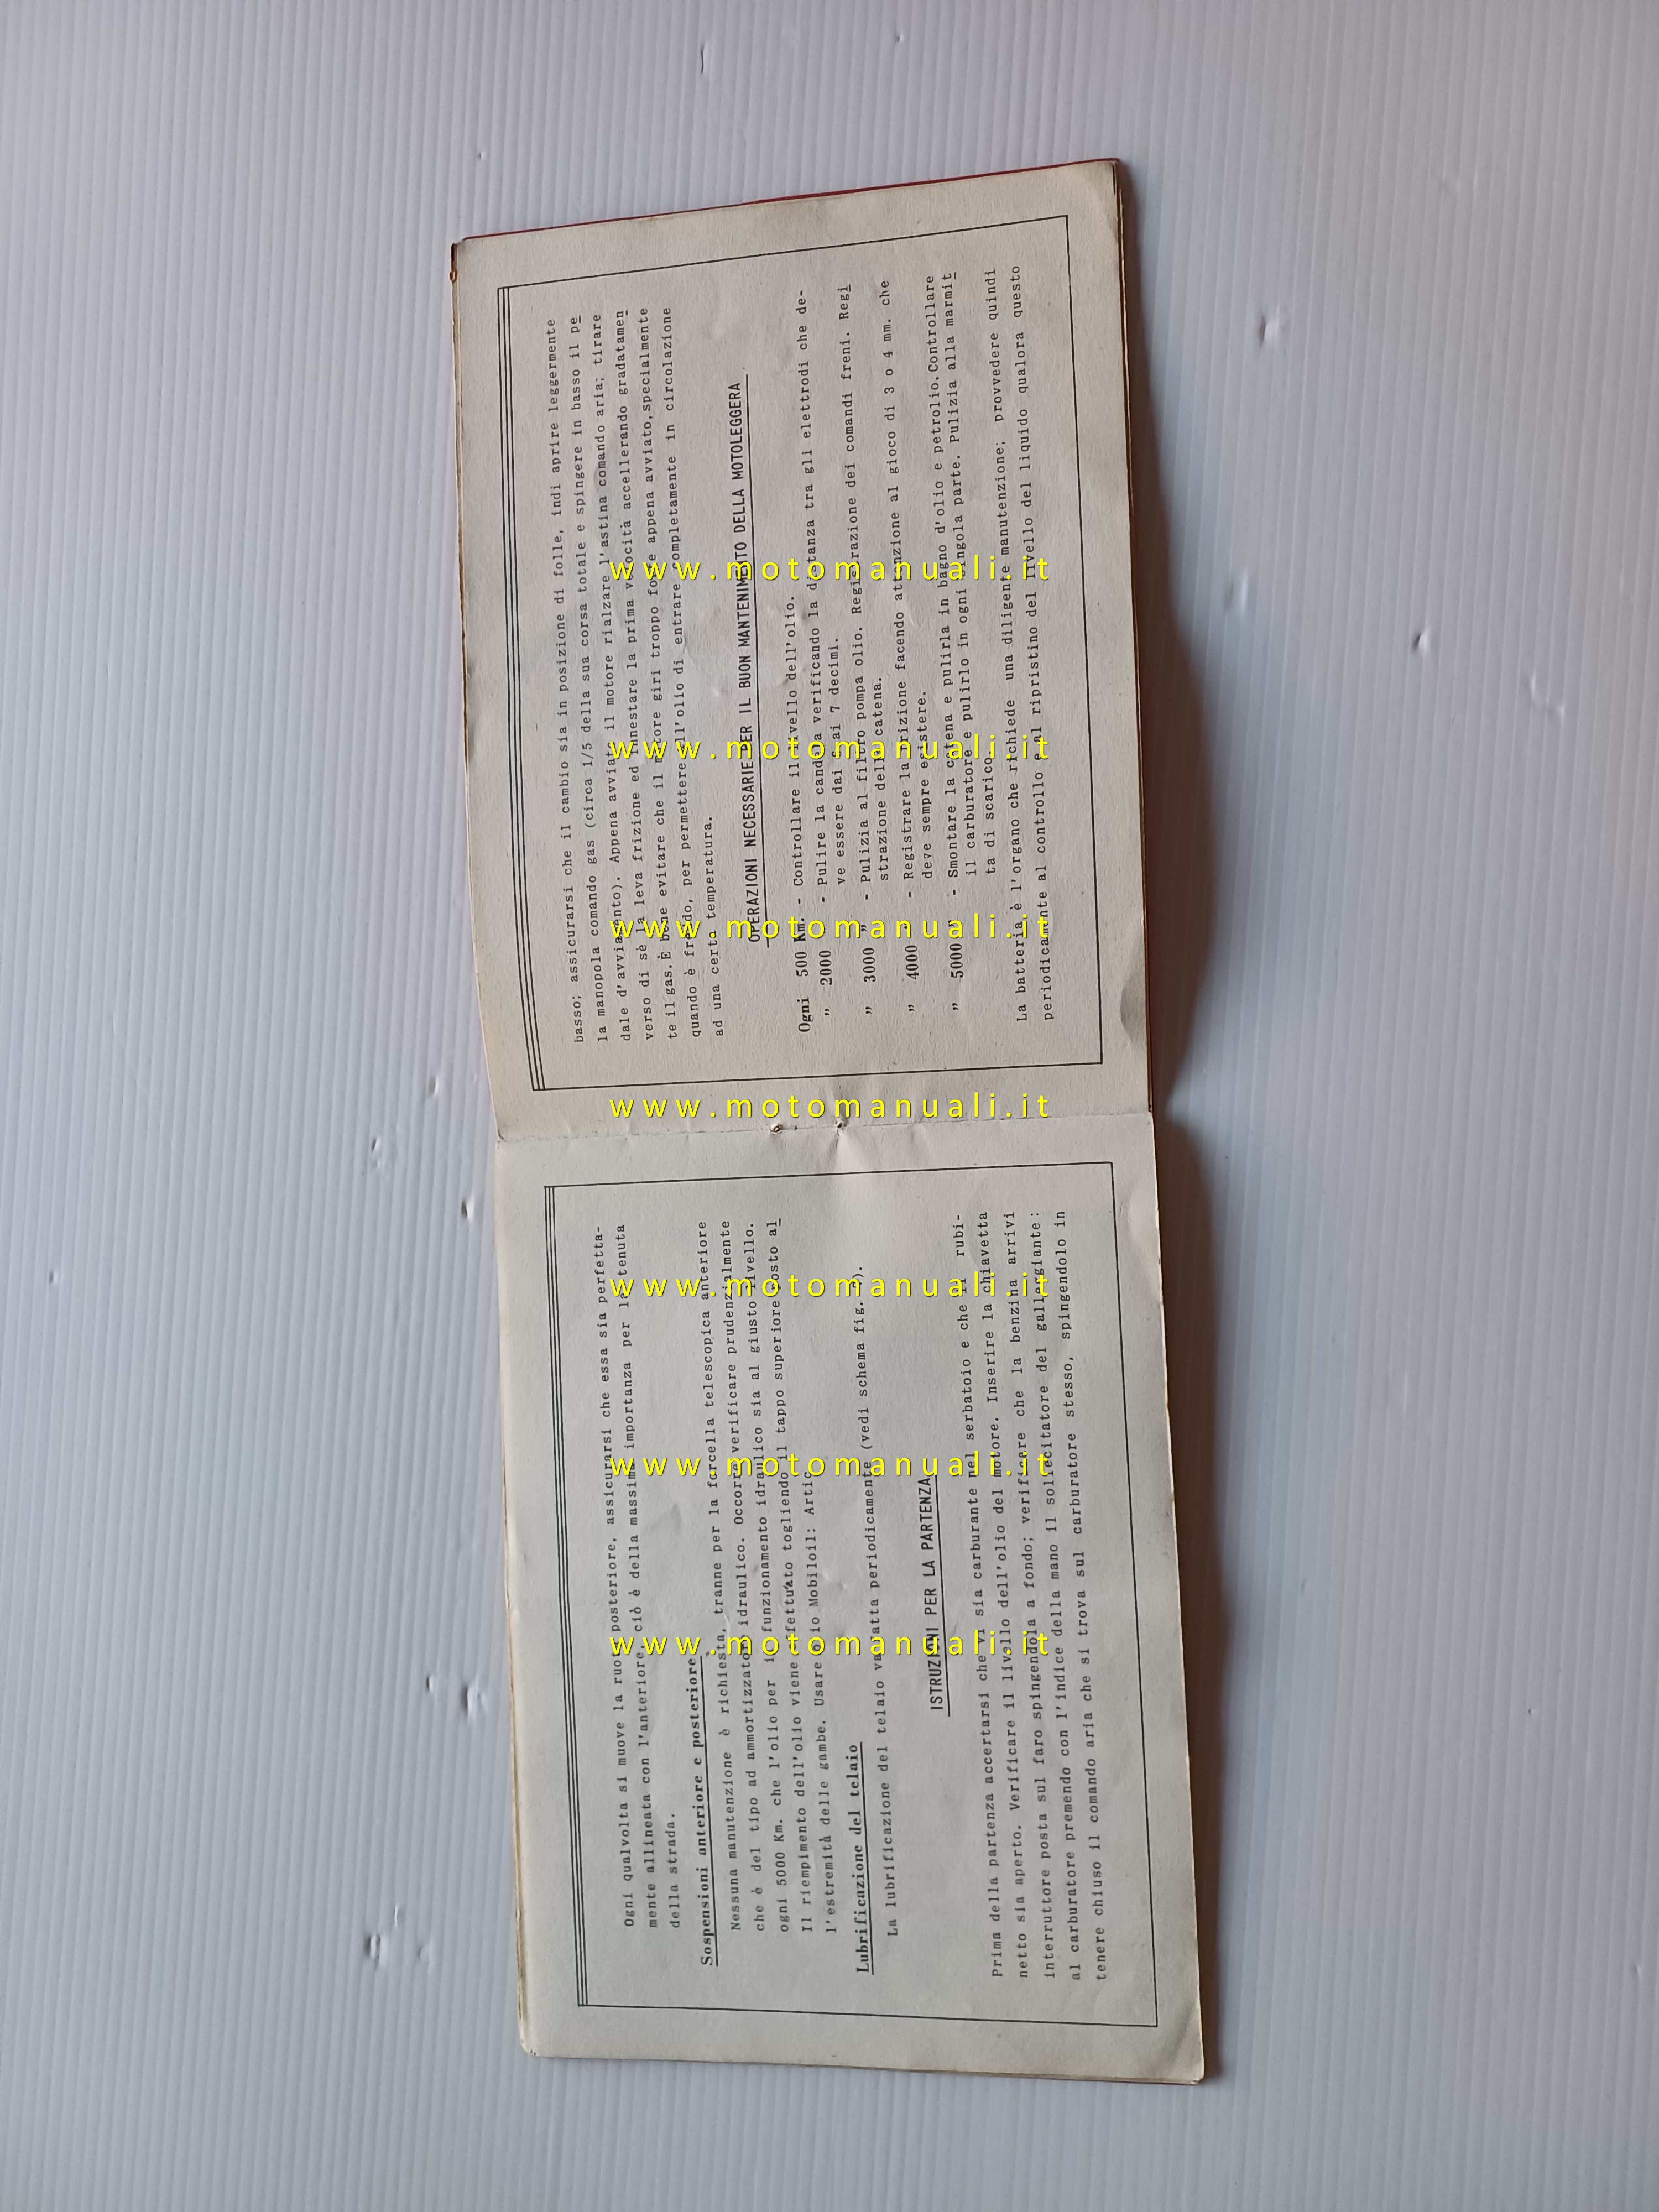 Ogni qualvolta si muove la ruota posteriore, assicurarsi che essa sia perfetta-
mente allineata con l'anteriore, ciò è della massima importanza per la tenuta
della strada.
Sospensioni anteriore e posteriore
Nessuna manutenzione è richiesta, tranne per la forcella telescopica anteriore
che è del tipo ad ammortizzatore idraulico. Occorre verificare prudenzialmente
ogni 5000 Km. che l'olio per il funzionamento idraulico sia al giusto livello.
Il riempimento dell'olio viene effettuato togliendo il tappo superiore posto al
l'estremità delle gambe. Usare olio Mobiloil: Artic
Lubrificazione del telaio
La lubrificazione del telaio va fatta periodicamente (vedi schema fig.
ISTRUZIONI PER LA PARTENZA
Prima della partenza accertarsi che vi sia carburante nel serbatoio e che il rubi-
netto sia aperto. Verificare il livello dell'olio del motore. Inserire la chiavetta
interruttore posta sul faro spingendola a fondo; verificare che la benzina arrivi
al carburatore premendo con l'indice della mano il sollecitatore del galleggiante:
tenere chiuso il comando aria che si trova sul carburatore stesso, spingendolo in
basso; assicurarsi che il cambio sia in posizione di folle, indi aprire leggermente
la manopola comando gas (circa 1/5 della sua corsa totale e spingere in basso il pe
dale d'avviamento). Appena avviato il motore rialzare l'astina comando aria; tirare
verso di sè la leva frizione ed innestare la prima velocità accellerando gradatamen
te il gas. È bene evitare che il motore giri troppo forte appena avviato, specialmente
quando è freddo, per permettere all'olio di entrare completamente in circolazione
ad una certa temperatura.
OPERAZIONI NECESSARIE PER IL BUON MANTENIMENTO DELLA MOTOLEGGERA
Ogni 500 Km. - Controllare il livello dell'olio.
" 2000 - Pulire la candela verificando la distanza tra gli elettrodi che de-
ve essere dai 6 ai 7 decimi.
" 3000 " - Pulizia al filtro pompa olio. Registrazione dei comandi freni. Regi
strazione della catena.
" 4000 " - Registrare la frizione facendo attenzione al gioco di 3 o 4 mm. che
deve sempre esistere.
" 5000 " - Smontare la catena e pulirla in bagno d'olio e petrolio. Controllare
il carburatore e pulirlo in ogni singola parte. Pulizia alla marmit
ta di scarico.
La batteria è l'organo che richiede una diligente manutenzione; provvedere quindi
periodicamente al controllo e al ripristino del livello del liquido qualora questo
www.motomanuali.it
www.motomanuali.it
www.motomanuali.it
www.motomanuali.it
www.motomanuali.it
www.motomanuali.it
www.motomanuali.it